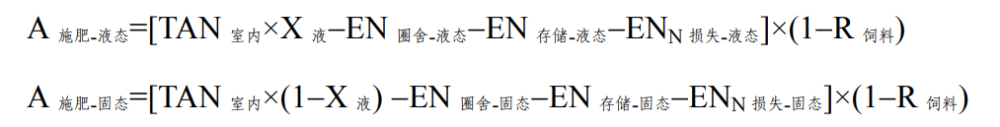 A 施肥-液态=[TAN 室内×X 液−EN 圈舍-液态−EN 存储-液态−ENN 损失-液态]×(1−R 饲料)
A 施肥-固态=[TAN 室内×(1−X 液) −EN 圈舍-固态−EN 存储-固态−ENN 损失-固态]×(1−R 饲料)